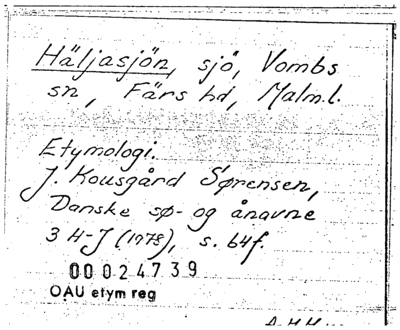 Häljasjön, sjö, Vombs
sn, Färs hd, Malm.l.
Etymologi.
J. Kousgård Sørensen,
Danske sø- og ånavne
3 H-J (1978), s. 64f.
00024739
OAU etym reg